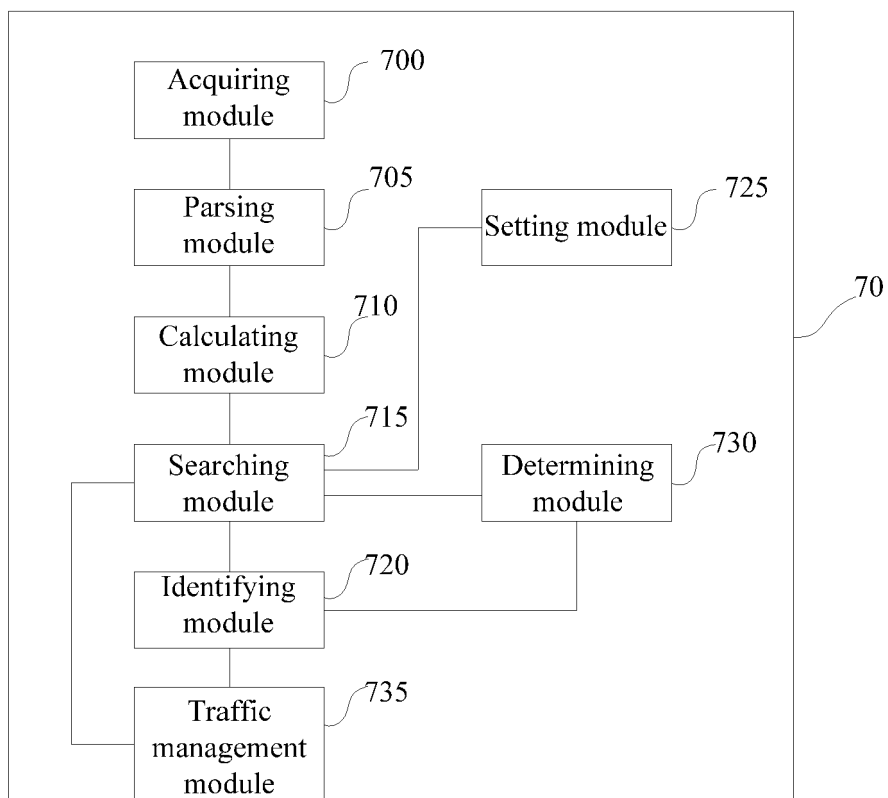 700
Acquiring
module
705
Parsing
module
725
Setting module
70
710
Calculating
module
715
Searching
module
730
Determining
module
720
Identifying
module
735
Traffic
management
module